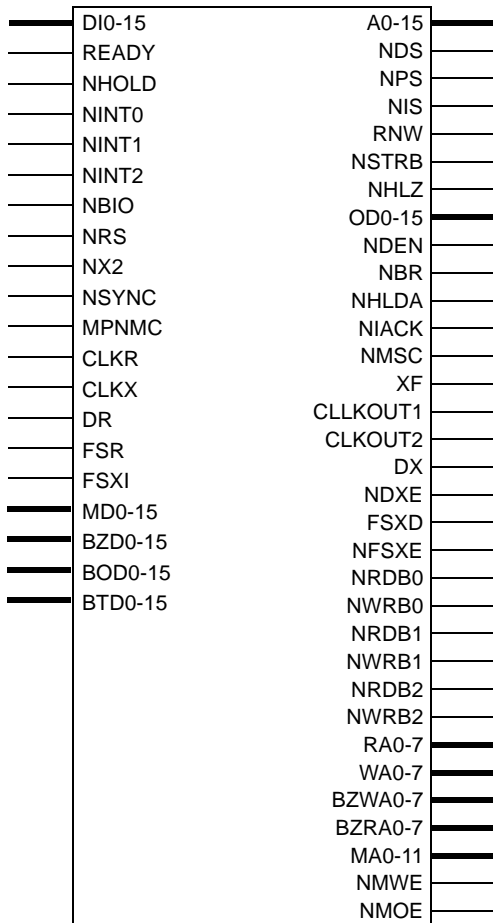 DI0-15
READY
NHOLD
NINT0
NINT1
NINT2
NBIO
NRS
NX2
NSYNC
MPNMC
CLKR
CLKX
DR
FSR
FSXI
MD0-15
BZD0-15
BOD0-15
BTD0-15
A0-15
NDS
NPS
NIS
RNW
NSTRB
NHLZ
OD0-15
NDEN
NBR
NHLDA
NIACK
NMSC
XF
CLLKOUT1
CLKOUT2
DX
NDXE
FSXD
NFSXE
NRDB0
NWRB0
NRDB1
NWRB1
NRDB2
NWRB2
RA0-7
WA0-7
BZWA0-7
BZRA0-7
MA0-11
NMWE
NMOE